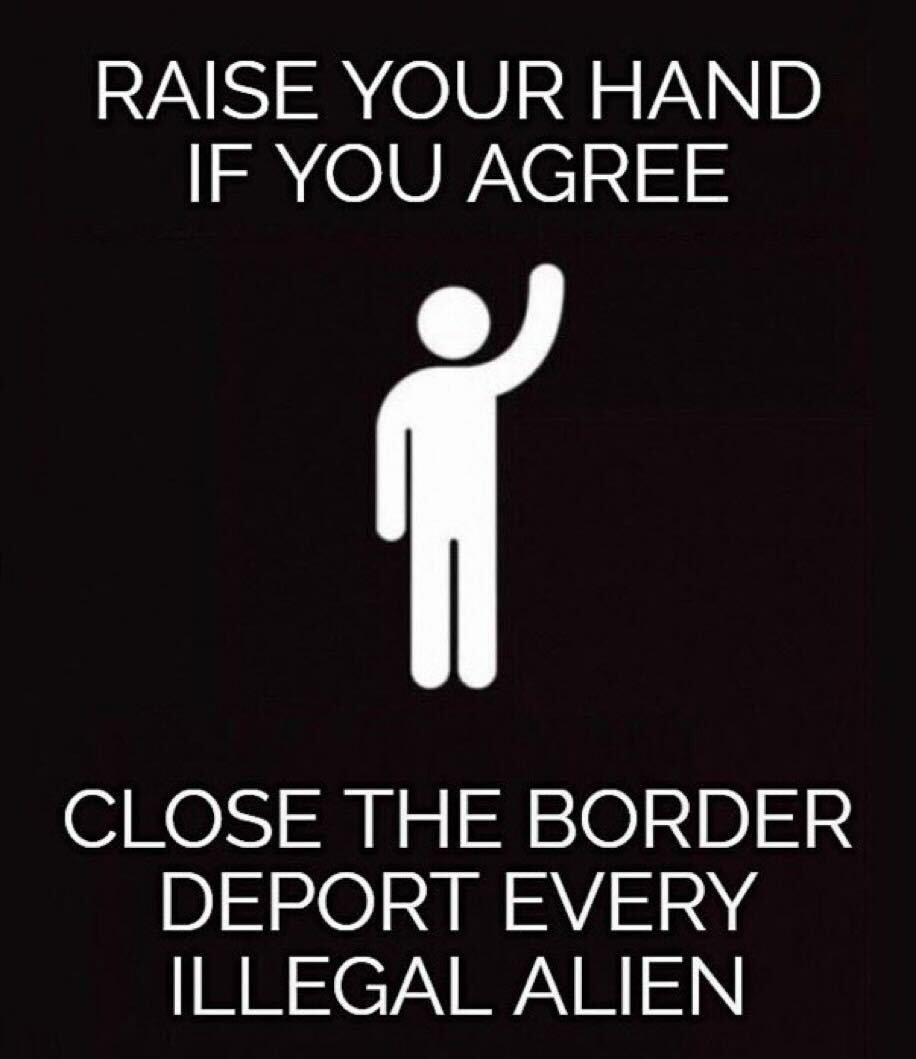 RAISE YOUR HAND
IF YOU AGREE
CLOSE THE BORDER
DEPORT EVERY
ILLEGAL ALIEN